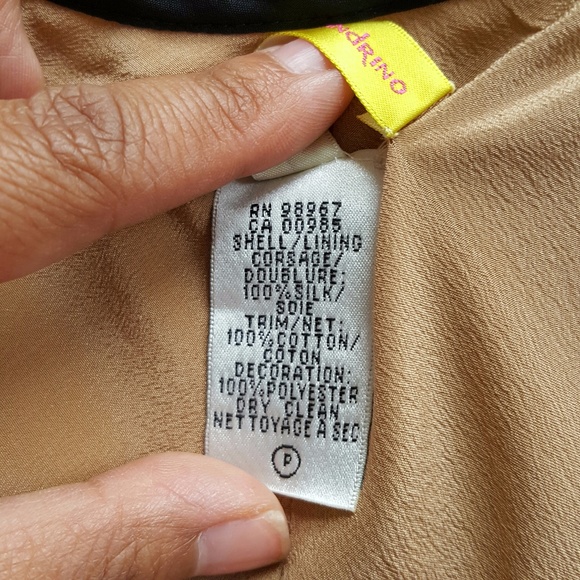 NDRINO
RN 98967
CA 00985
SHELL/LINING
CORSAGE/
DOUBLURE:
100%SILK/
SOIE
TRIM/NET:
100%COTTON/
COTON
DECORATION:
100%POLYESTER
DRY CLEAN
NETTOYAGE A SEC
P